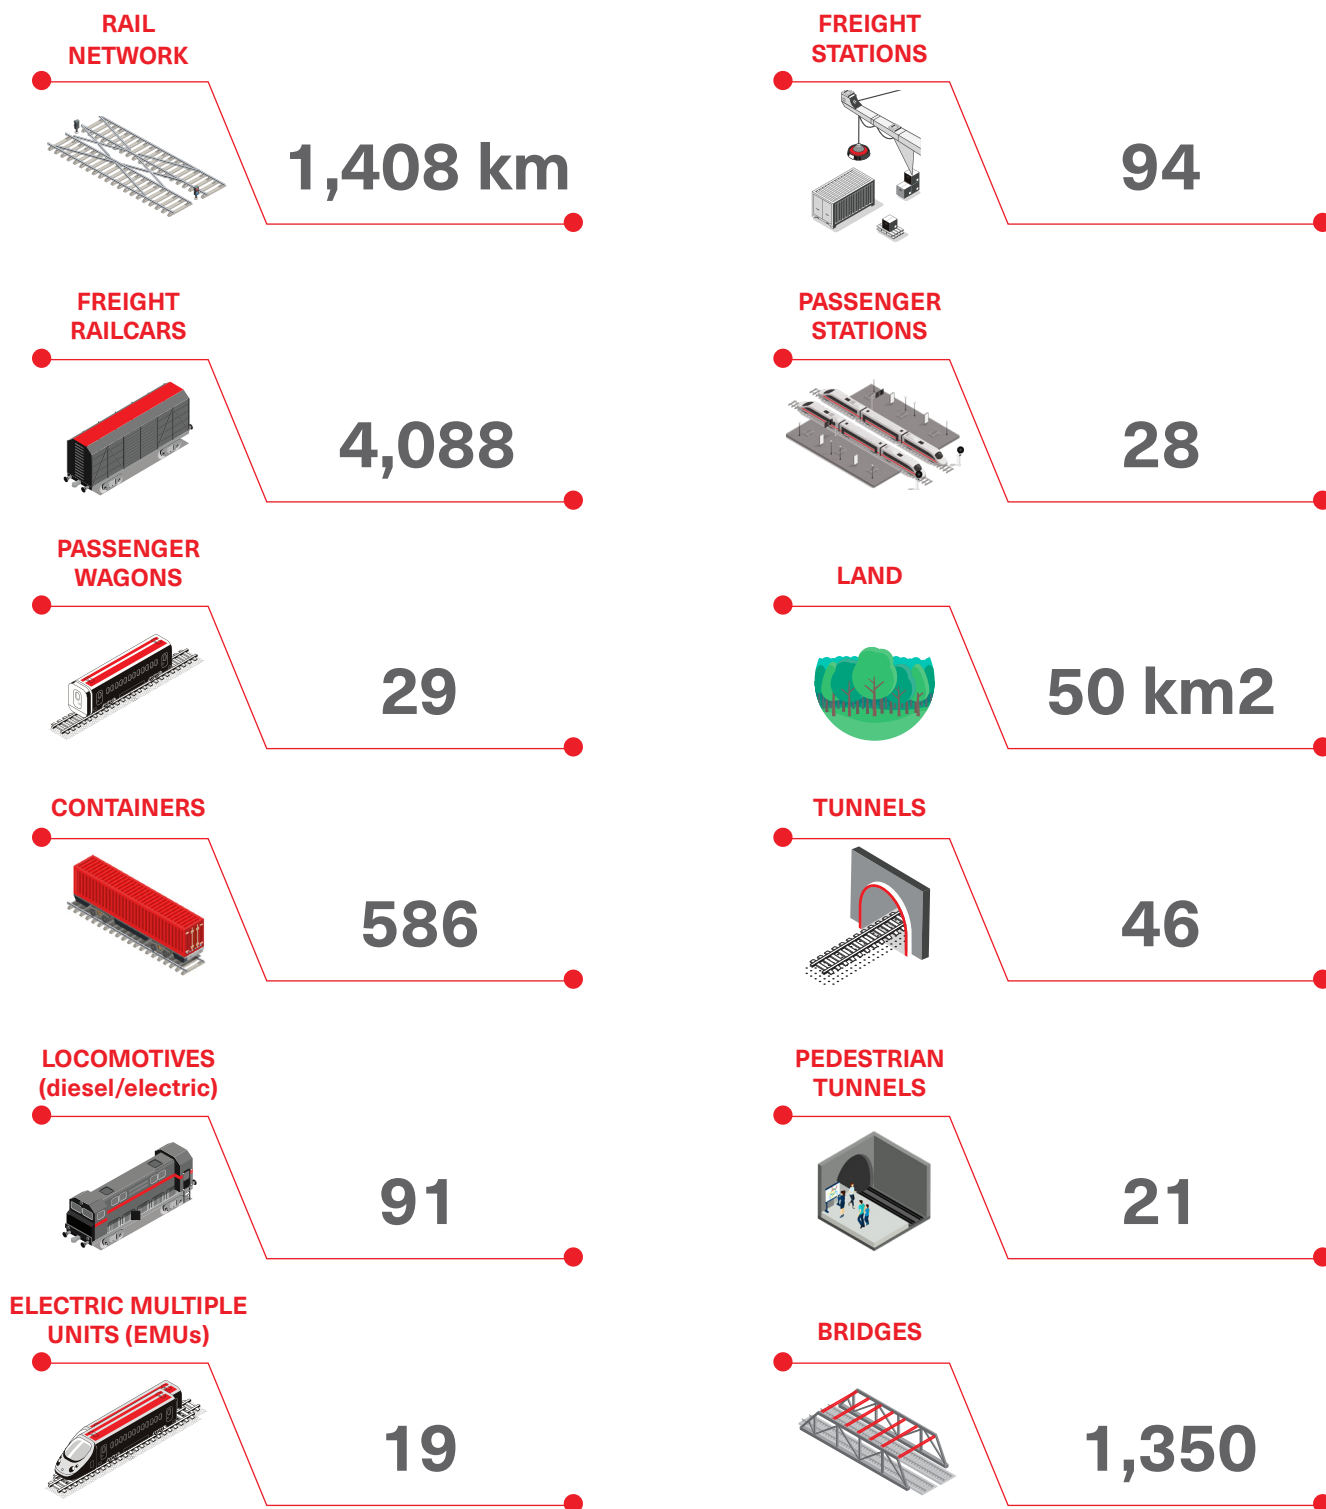 RAIL
NETWORK
1,408 km
FREIGHT
STATIONS
94
FREIGHT
RAILCARS
4,088
PASSENGER
STATIONS
28
PASSENGER
WAGONS
29
LAND
50 km2
CONTAINERS
586
TUNNELS
46
LOCOMOTIVES
(diesel/electric)
91
PEDESTRIAN
TUNNELS
21
ELECTRIC MULTIPLE
UNITS (EMUs)
19
BRIDGES
1,350